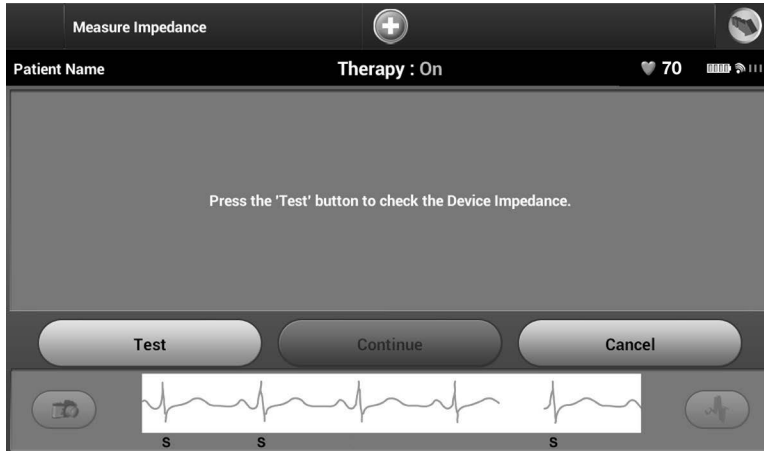 Measure Impedance
Patient Name
Therapy : On
70
Press the 'Test' button to check the Device Impedance.
Test
Continue
Cancel
S
S
S